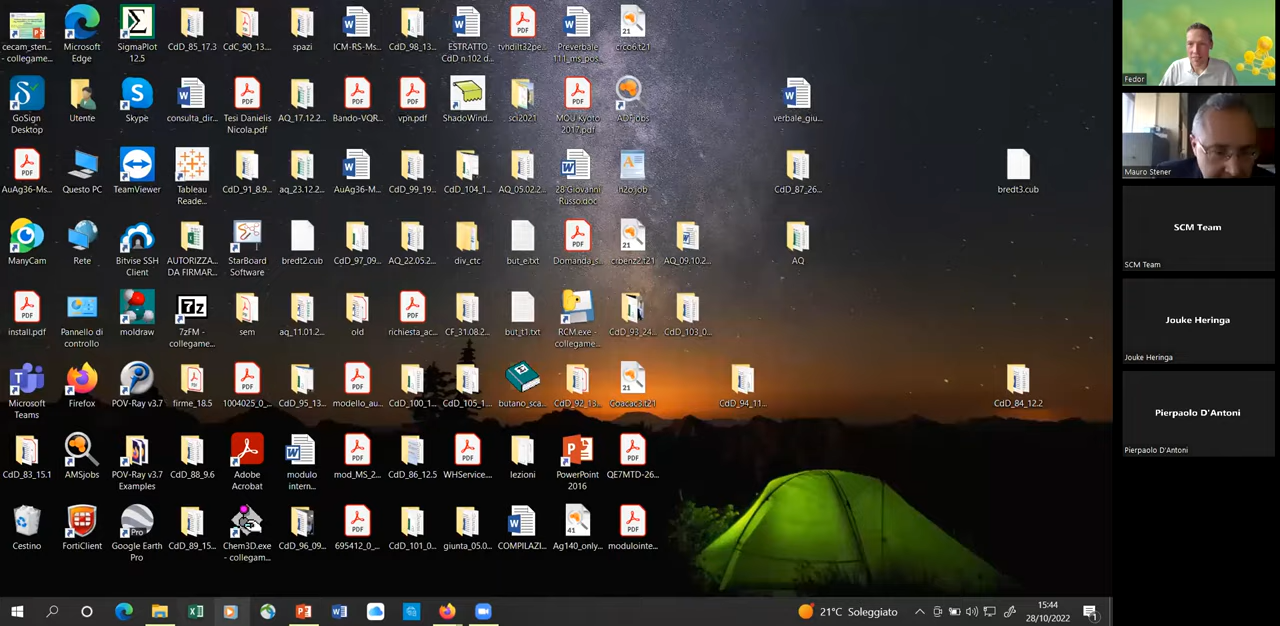 cecam_sten...
- collegame...
Microsoft
Edge
SigmaPlot
12.5
CdD_85_17.3
CdC_90_13....
spazi
ICM-RS-Ms...
CdD_98_13...
ESTRATTO
CdD n.102 d...
tvhdilt32pe...
Preverbale
111_ms_pos...
circo6.t21
GoSign
Desktop
Utente
Skype
consulta_dir...
Tesi Danielis
Nicola.pdf
AQ_17.12.2...
Bando-VQR...
vpn.pdf
ShadoWind...
sci2021
MOU Kyoto
2017.pdf
ADFjobs
verbale_giu...
AuAg36-Ms...
Questo PC
TeamViewer
Tableau
Reade...
CdD_91_8.9...
aq_23.12.2...
AuAg36-M...
CdD_99_19...
CdD_104_1...
AQ_05.02.2...
28 Giovanni
Russo.doc
h2o.job
CdD_87_26...
bredt3.cub
ManyCam
Rete
Bitvise SSH
Client
AUTORIZZA...
DA FIRMAR...
StarBoard
Software
bredt2.cub
CdD_97_09...
AQ_22.05.2...
div_ctc
but_e.txt
Domanda_s...
crbenz2.t21
AQ_09.10.2...
AQ
install.pdf
Pannello di
controllo
moldraw
7zFM -
collegame...
sem
aq_11.01.2...
old
richiesta_ac...
CF_31.08.2...
but_t1.txt
RCM.exe -
collegame...
CdD_93_24...
CdD_103_0...
Microsoft
Teams
Firefox
POV-Ray v3.7
firme_18.5
1004025_0_...
CdD_95_13...
modello_au...
CdD_100_1...
CdD_105_1...
butano_sca...
CdD_92_13...
Coacac3.t21
CdD_94_11...
CdD_84_12.2
CdD_83_15.1
AMSjobs
POV-Ray v3.7
Examples
CdD_88_9.6
Adobe
Acrobat
modulo
intern...
mod_MS_2...
CdD_86_12.5
WHService...
lezioni
PowerPoint
2016
QE7MTD-26...
Cestino
FortiClient
Google Earth
Pro
CdD_89_15...
Chem3D.exe
- collegam...
CdD_96_09...
695412_0_...
CdD_101_0...
giunta_05.0...
COMPILAZI...
Ag140_only...
modulointe...
21°C Soleggiato
15:44
28/10/2022
Fedor
Mauro Stener
SCM Team
SCM Team
Jouke Heringa
Jouke Heringa
Pierpaolo D'Antoni
Pierpaolo D'Antoni